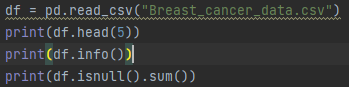 df = pd.read_csv("Breast_cancer_data.csv")
print(df.head(5))
print(df.info())
print(df.isnull().sum())